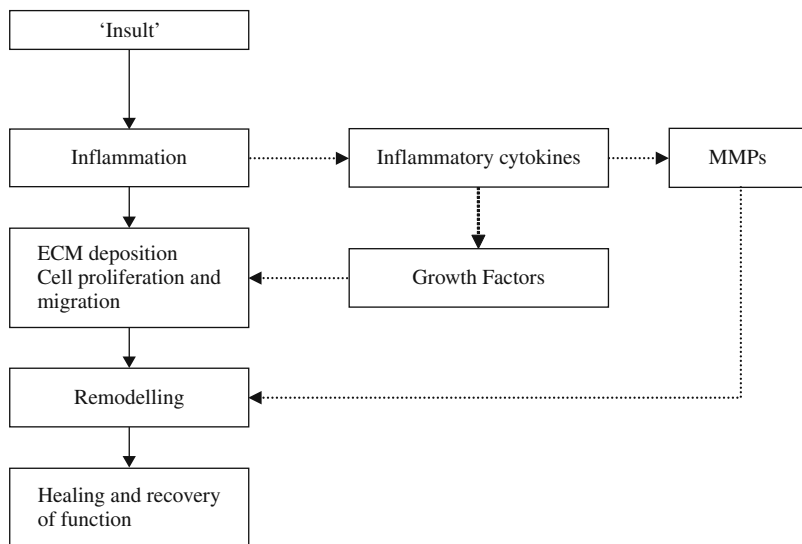 ‘Insult’
Inflammation
Inflammatory cytokines
MMPs
ECM deposition
Cell proliferation and
migration
Growth Factors
Remodelling
Healing and recovery
of function